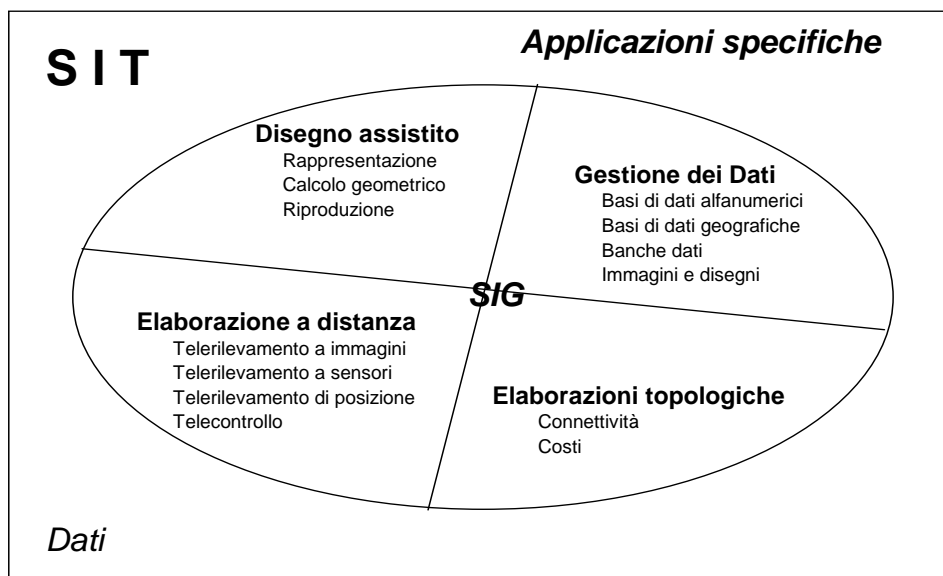 S I T
Applicazioni specifiche
Disegno assistito
Rappresentazione
Calcolo geometrico
Riproduzione
Gestione dei Dati
Basi di dati alfanumerici
Basi di dati geografiche
Banche dati
Immagini e disegni
SIG
Elaborazione a distanza
Telerilevamento a immagini
Telerilevamento a sensori
Telerilevamento di posizione
Telecontrollo
Elaborazioni topologiche
Connettività
Costi
Dati